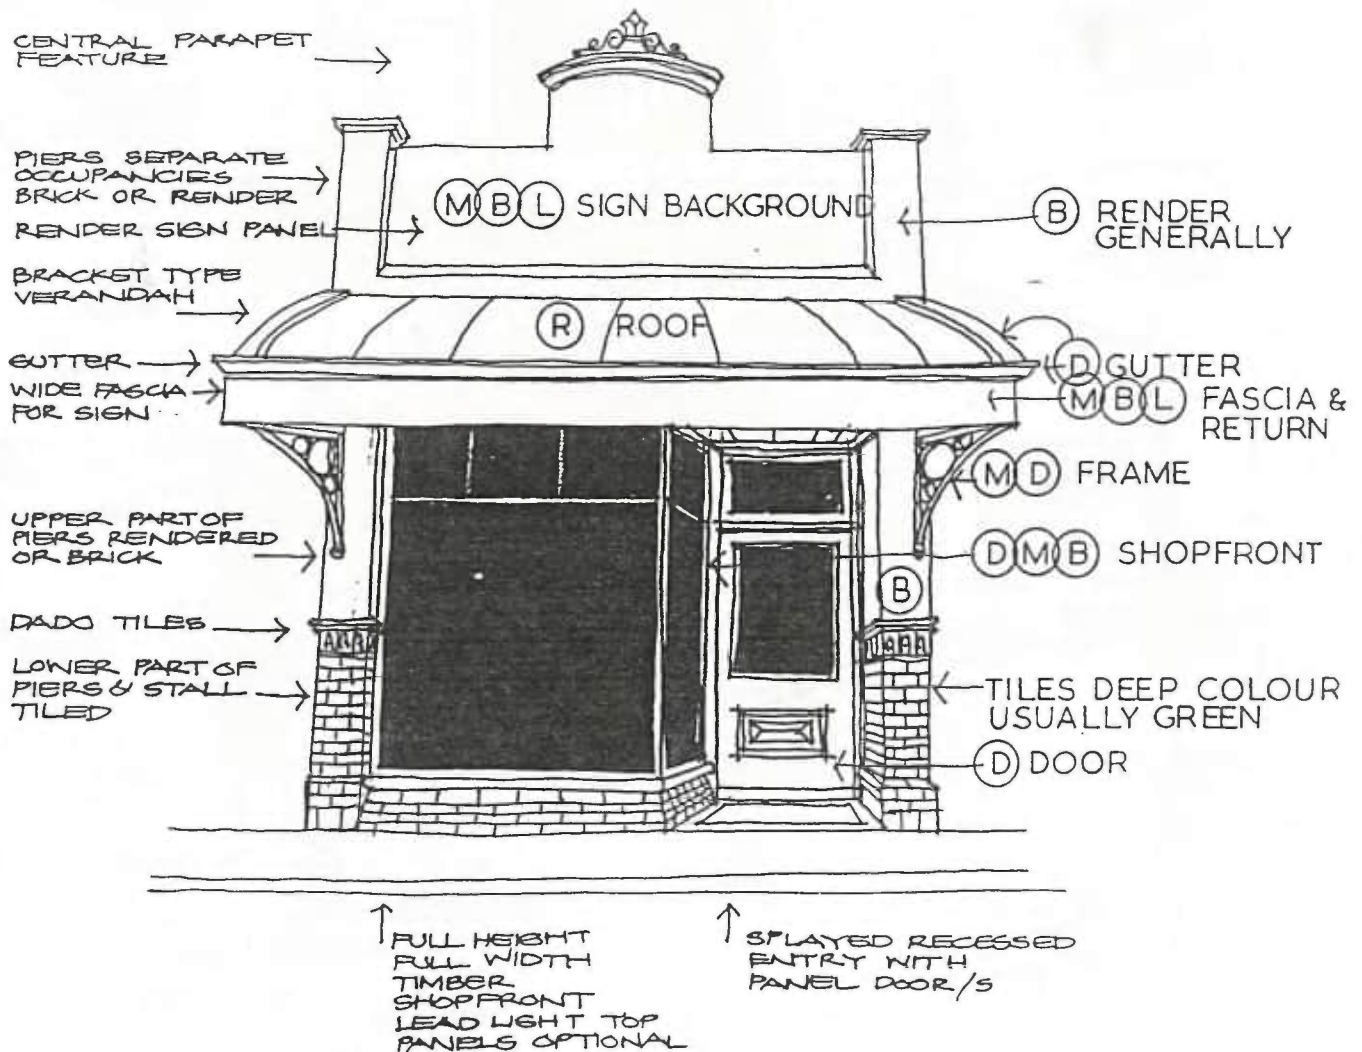 CENTRAL PARAPET
FEATURE
PIERS SEPARATE
OCCUPANCIES
BRICK OR RENDER
RENDER SIGN PANEL
BRACKET TYPE
VERANDAH
GUTTER
WIDE FASCIA
FOR SIGN
UPPER PART OF
PIERS RENDERED
OR BRICK
DADO TILES
LOWER PART OF
PIERS & STALL
TILED
M B L SIGN BACKGROUND
R ROOF
B RENDER
GENERALLY
D GUTTER
M B L FASCIA &
RETURN
M D FRAME
D M B SHOPFRONT
B
TILES DEEP COLOUR
USUALLY GREEN
D DOOR
FULL HEIGHT
FULL WIDTH
TIMBER
SHOPFRONT
LEAD LIGHT TOP
PANELS OPTIONAL
SPLAYED RECESSED
ENTRY WITH
PANEL DOOR/S